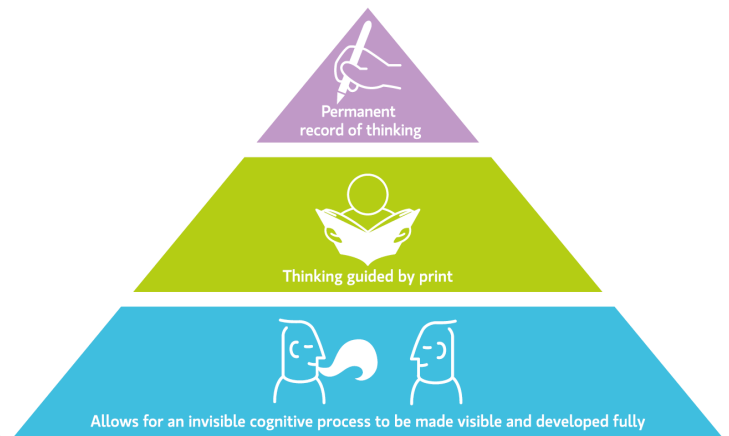 Permanent
record of thinking
Thinking guided by print
Allows for an invisible cognitive process to be made visible and developed fully